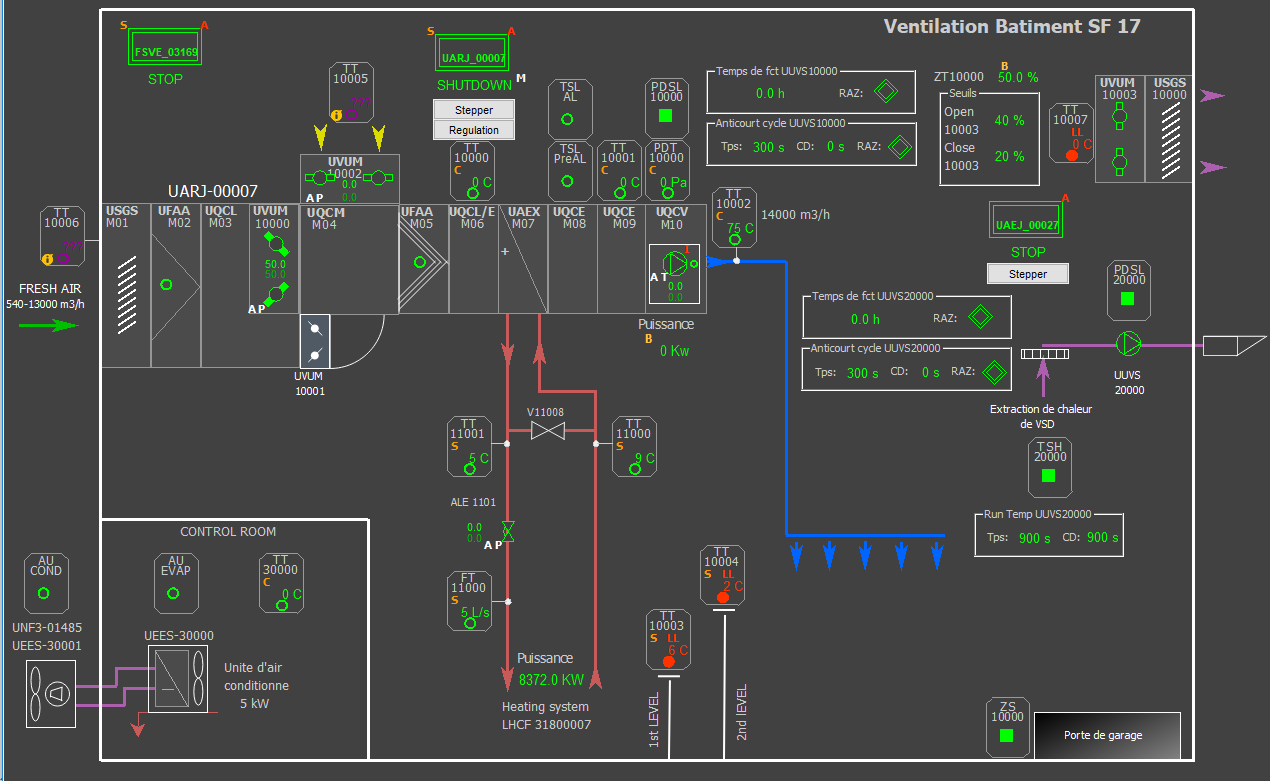 Ventilation Batiment SF 17
S A
FSVE_03169
STOP
S A
UARJ_00007
SHUTDOWN M
Stepper
Regulation
TT
10005
TSL
AL
PDSL
10000
Temps de fct UUVS10000
0.0 h RAZ:
Anticourt cycle UUVS10000
Tps: 300 s CD: 0 s RAZ:
ZT10000 B
50.0 %
Seuils
Open
10003 40 %
Close
10003 20 %
TT
10007
LL
0 C
UVUM
10003
USGS
10000
UVUM
10002
0.0
0.0
A P
TT
10000
C
0 C
TSL
PreAL
TT
10001
C
0 C
PDT
10000
C
0 Pa
UARJ-00007
TT
10006
FRESH AIR
540-13000 m3/h
USGS
M01
UFAA
M02
UQCL
M03
UVUM
10000
50.0
50.0
A P
UQCM
M04
UFAA
M05
UQCL/E
M06
UAEX
M07
+
UQCE
M08
UQCE
M09
UQCV
M10
I
A T
0.0
0.0
TT
10002
C
75 C
14000 m3/h
A
UAEJ_00027
STOP
Stepper
PDSL
20000
Puissance
B
0 Kw
UVUM
10001
Temps de fct UUVS20000
0.0 h RAZ:
Anticourt cycle UUVS20000
Tps: 300 s CD: 0 s RAZ:
UUVS
20000
Extraction de chaleur
de VSD
TSH
20000
Run Temp UUVS20000
Tps: 900 s CD: 900 s
V11008
TT
11001
S
5 C
TT
11000
S
9 C
ALE 1101
0.0
0.0
A P
FT
11000
S
5 L/s
Puissance
8372.0 KW
Heating system
LHCF 31800007
TT
10004
S LL
2 C
TT
10003
S LL
6 C
1st LEVEL
2nd lEVEL
CONTROL ROOM
AU
COND
AU
EVAP
TT
30000
C
0 C
UNF3-01485
UEES-30001
UEES-30000
Unite d'air
conditionne
5 kW
ZS
10000
Porte de garage